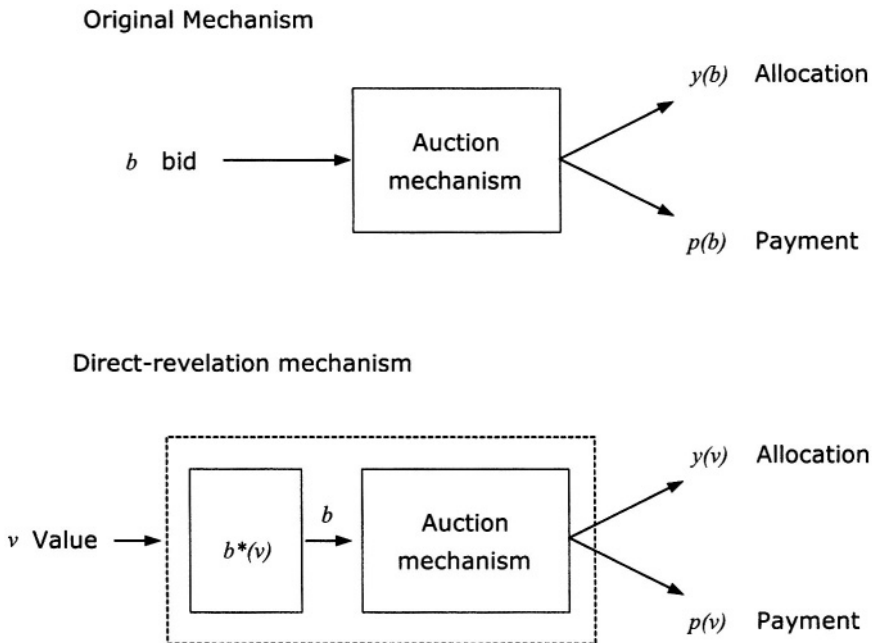 Original Mechanism
y(b) Allocation
b bid
Auction
mechanism
p(b) Payment
Direct-revelation mechanism
y(v) Allocation
b
v Value
b*(v)
Auction
mechanism
p(v) Payment